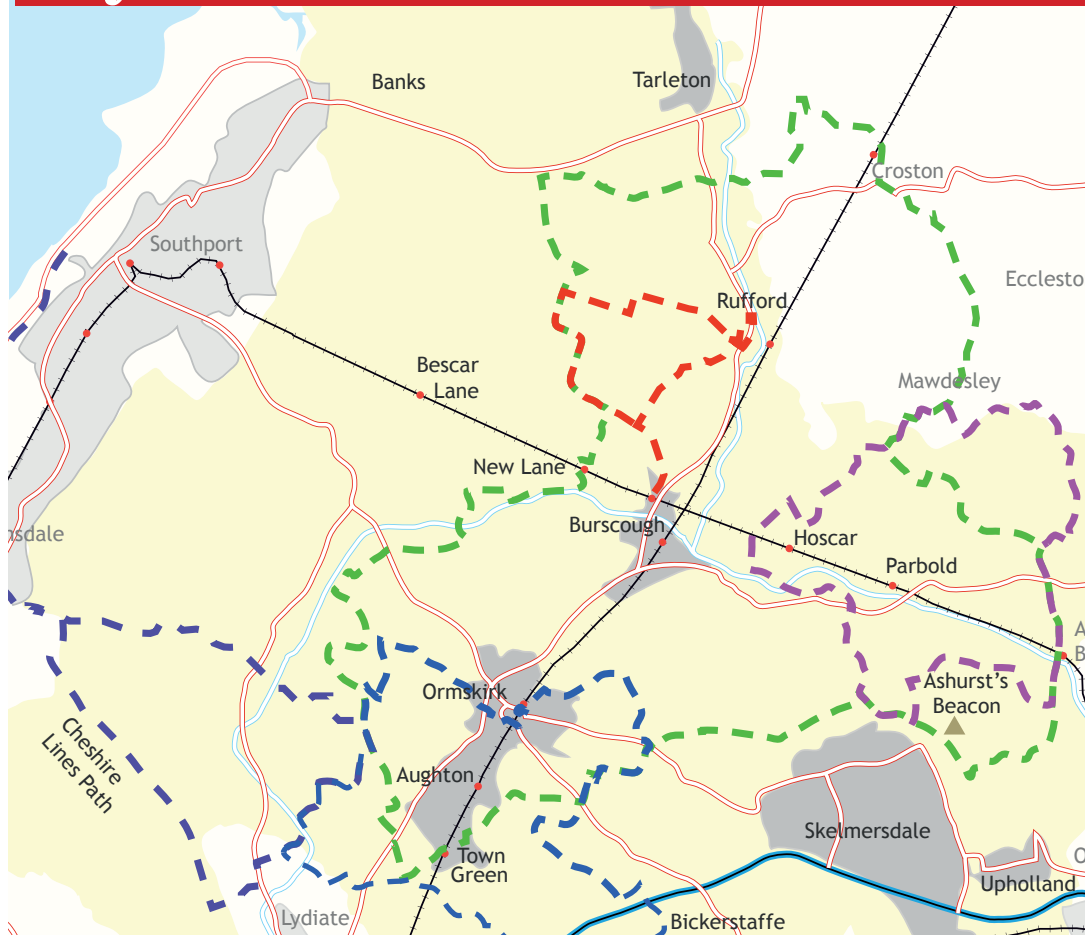 Banks
Tarleton
Croston
Southport
Ecclesto
Rufford
Bescar
Lane
Mawdesley
New Lane
Burscough
nsdale
Hoscar
Parbold
A
B
Ormskirk
Ashurst's
Beacon
Cheshire
Lines Path
Aughton
Skelmersdale
Town
Green
Upholland
Lydiate
Bickerstaffe